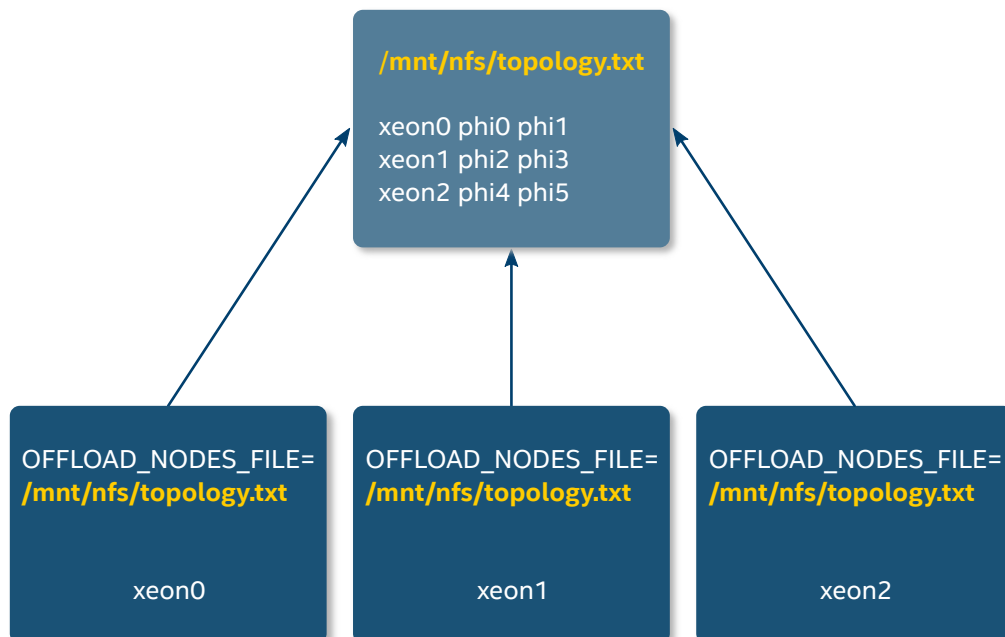 /mnt/nfs/topology.txt
xeon0 phi0 phi1
xeon1 phi2 phi3
xeon2 phi4 phi5
OFFLOAD_NODES_FILE=
/mnt/nfs/topology.txt
xeon0
OFFLOAD_NODES_FILE=
/mnt/nfs/topology.txt
xeon1
OFFLOAD_NODES_FILE=
/mnt/nfs/topology.txt
xeon2